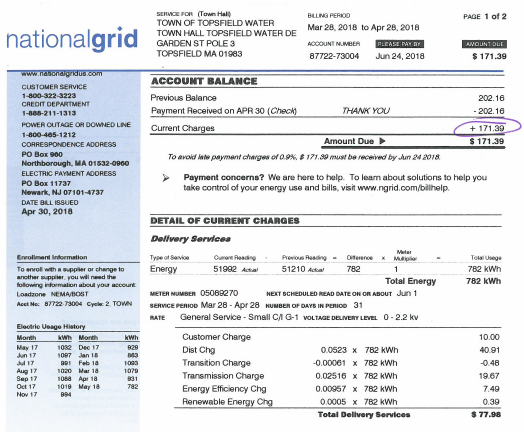 nationalgrid
SERVICE FOR (Town Hall)
TOWN OF TOPSFIELD WATER
TOWN HALL TOPSFIELD WATER DE
GARDEN ST POLE 3
TOPSFIELD MA 01983
BILLING PERIOD
Mar 28, 2018 to Apr 28, 2018
PAGE 1 of 2
ACCOUNT NUMBER PLEASE PAY BY AMOUNT DUE
87722-73004 Jun 24, 2018 $ 171.39
www.nationalgridus.com
CUSTOMER SERVICE
1-800-322-3223
CREDIT DEPARTMENT
1-888-211-1313
POWER OUTAGE OR DOWNED LINE
1-800-465-1212
CORRESPONDENCE ADDRESS
PO Box 960
Northborough, MA 01532-0960
ELECTRIC PAYMENT ADDRESS
PO Box 11737
Newark, NJ 07101-4737
DATE BILL ISSUED
Apr 30, 2018
ACCOUNT BALANCE
Previous Balance 202.16
Payment Received on APR 30 (Check) THANK YOU - 202.16
Current Charges + 171.39
Amount Due ▶ $ 171.39
To avoid late payment charges of 0.9%, $ 171.39 must be received by Jun 24 2018.
➢ Payment concerns? We are here to help. To learn about solutions to help you
take control of your energy use and bills, visit www.ngrid.com/billhelp.
DETAIL OF CURRENT CHARGES
Delivery Services
Type of Service Current Reading - Previous Reading = Difference x Meter Multiplier = Total Usage
Energy 51992 Actual 51210 Actual 782 1 782 kWh
Total Energy 782 kWh
METER NUMBER 05089270 NEXT SCHEDULED READ DATE ON OR ABOUT Jun 1
SERVICE PERIOD Mar 28 - Apr 28 NUMBER OF DAYS IN PERIOD 31
RATE General Service - Small C/I G-1 VOLTAGE DELIVERY LEVEL 0 - 2.2 kv
Customer Charge 10.00
Dist Chg 0.0523 x 782 kWh 40.91
Transition Charge -0.00061 x 782 kWh -0.48
Transmission Charge 0.02516 x 782 kWh 19.67
Energy Efficiency Chg 0.00957 x 782 kWh 7.49
Renewable Energy Chg 0.0005 x 782 kWh 0.39
Total Delivery Services $ 77.98
Enrollment Information
To enroll with a supplier or change to
another supplier, you will need the
following information about your account:
Loadzone NEMA/BOST
Acct No: 87722-73004 Cycle: 2, TOWN
Electric Usage History
Month kWh Month kWh
May 17 1032 Dec 17 929
Jun 17 1097 Jan 18 863
Jul 17 991 Feb 18 1093
Aug 17 1020 Mar 18 1079
Sep 17 1088 Apr 18 931
Oct 17 1019 May 18 782
Nov 17 994